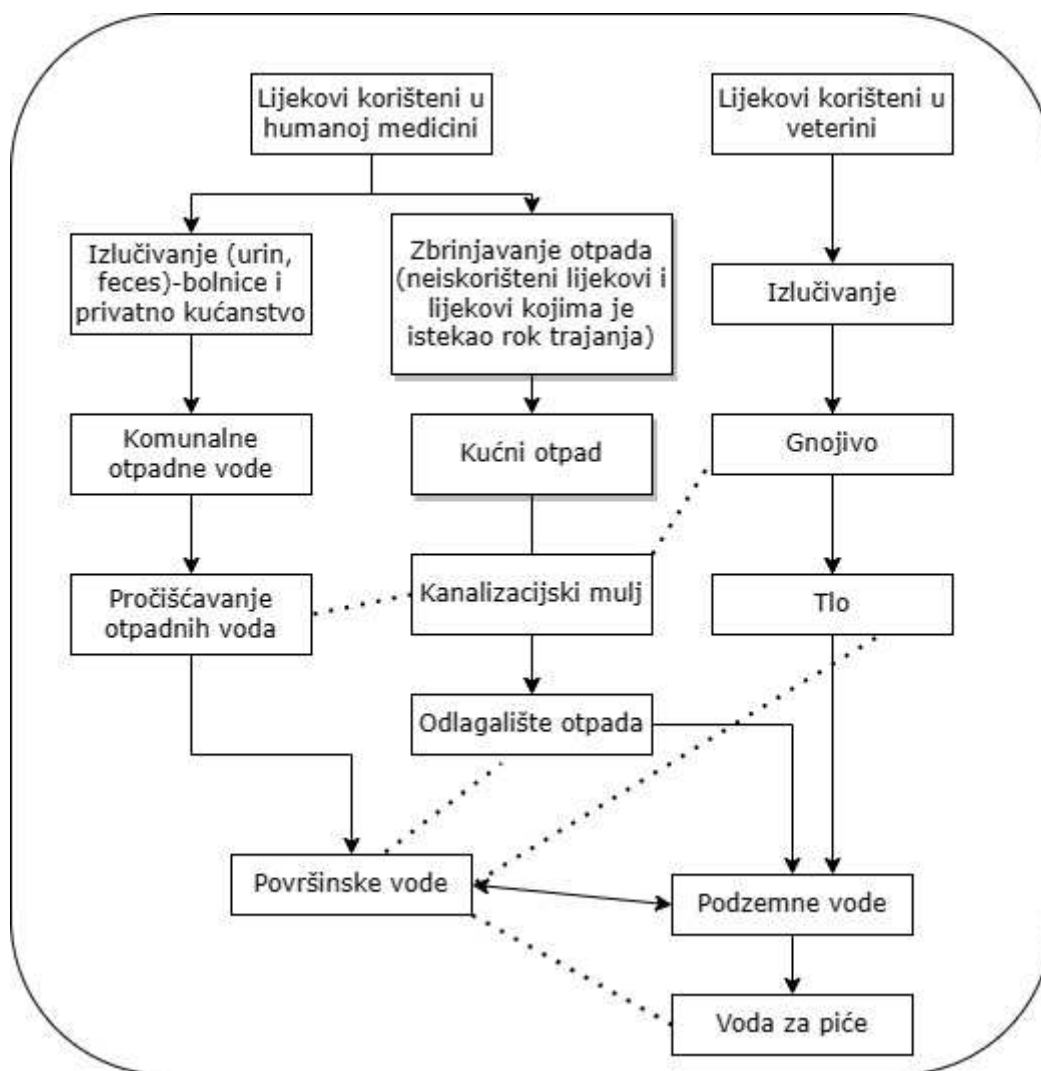 Lijekovi korišteni u
humanoj medicini
Lijekovi korišteni u
veterini
Izlučivanje (urin,
feces)-bolnice i
privatno kućanstvo
Zbrinjavanje otpada
(neiskorišteni lijekovi i
lijekovi kojima je
istekao rok trajanja)
Izlučivanje
Komunalne
otpadne vode
Kućni otpad
Gnojivo
Pročišćavanje
otpadnih voda
Kanalizacijski mulj
Tlo
Odlagalište otpada
Površinske vode
Podzemne vode
Voda za piće